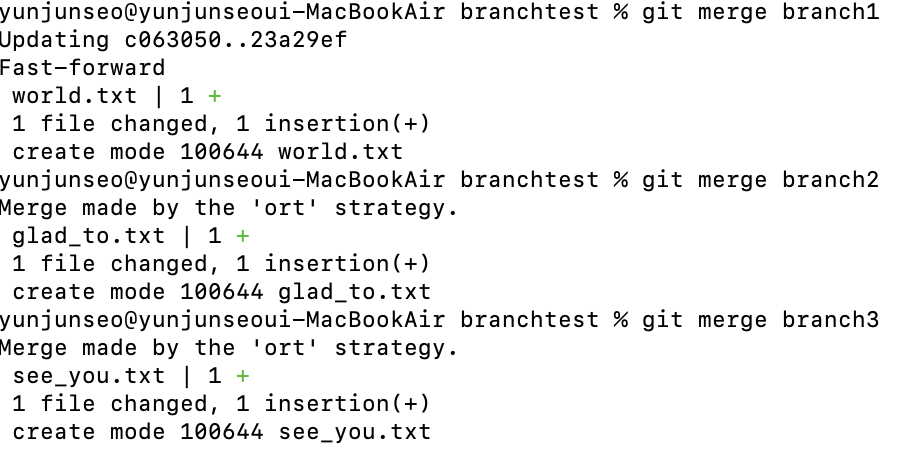 yunjunseo@yunjunseoui-MacBookAir branchtest % git merge branch1
Updating c063050..23a29ef
Fast-forward
 world.txt | 1 +
 1 file changed, 1 insertion(+)
 create mode 100644 world.txt
yunjunseo@yunjunseoui-MacBookAir branchtest % git merge branch2
Merge made by the 'ort' strategy.
 glad_to.txt | 1 +
 1 file changed, 1 insertion(+)
 create mode 100644 glad_to.txt
yunjunseo@yunjunseoui-MacBookAir branchtest % git merge branch3
Merge made by the 'ort' strategy.
 see_you.txt | 1 +
 1 file changed, 1 insertion(+)
 create mode 100644 see_you.txt